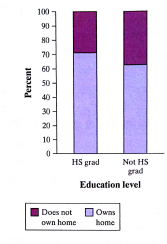 Percent
100
90
80
70
60
50
40
30
20
10
0
HS grad
Not HS
grad
Education level
Does not
own home
Owns
home